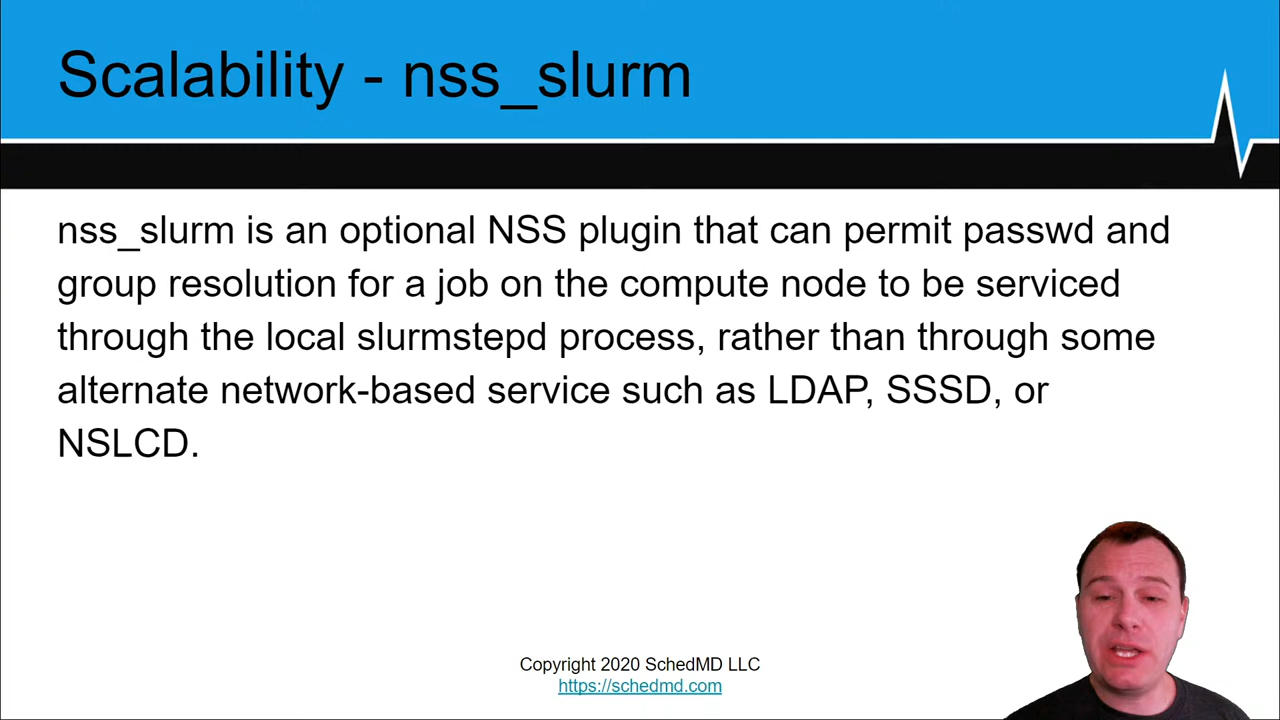 Scalability - nss_slurm
nss_slurm is an optional NSS plugin that can permit passwd and
group resolution for a job on the compute node to be serviced
through the local slurmstepd process, rather than through some
alternate network-based service such as LDAP, SSSD, or
NSLCD.
Copyright 2020 SchedMD LLC
https://schedmd.com